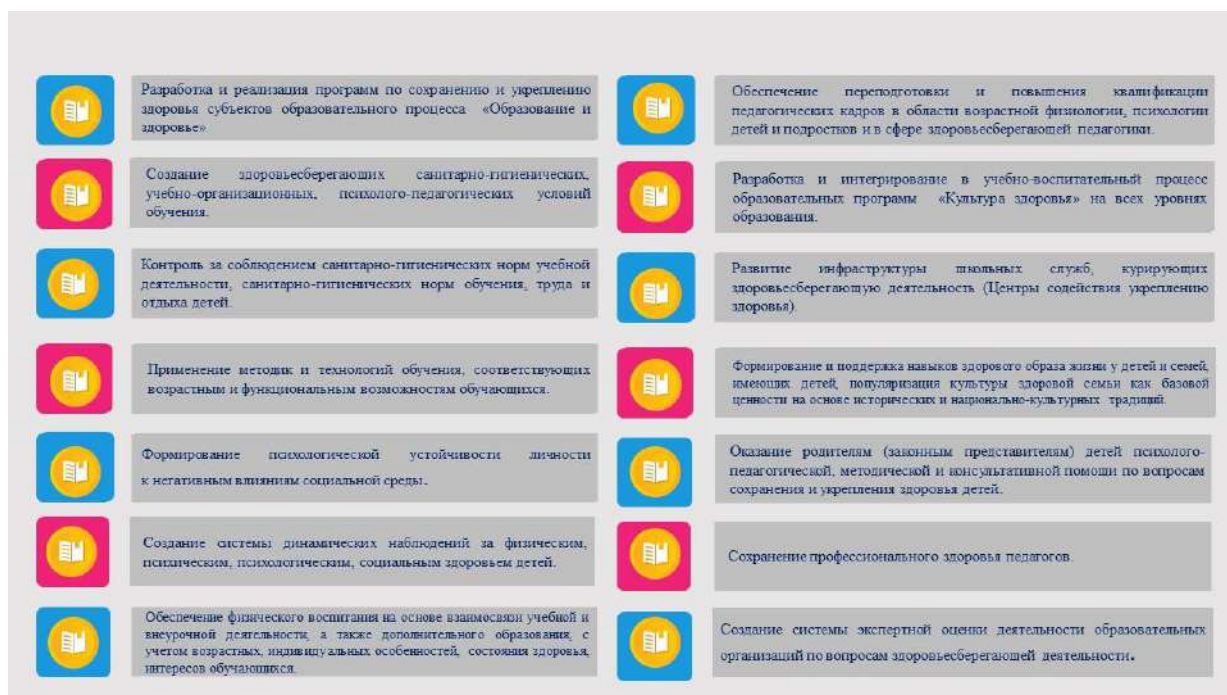 Разработка и реализация программ по сохранению и укреплению
здоровья субъектов образовательного процесса «Образование и
здоровье»
Создание здоровьесберегающих санитарно-гигиенических,
учебно-организационных, психолого-педагогических условий
обучения.
Контроль за соблюдением санитарно-гигиенических норм учебной
деятельности, санитарно-гигиенических норм обучения, труда и
отдыха детей.
Применение методик и технологий обучения, соответствующих
возрастным и функциональным возможностям обучающихся.
Формирование психологической устойчивости личности
к негативным влияниям социальной среды.
Создание системы динамических наблюдений за физическим,
психическим, психологическим, социальным здоровьем детей.
Обеспечение физического воспитания на основе взаимосвязи учебной и
внеурочной деятельности, а также дополнительного образования, с
учетом возрастных, индивидуальных особенностей, состояния здоровья,
интересов обучающихся.
Обеспечение переподготовки и повышения квалификации
педагогических кадров в области возрастной физиологии, психологии
детей и подростков и в сфере здоровьесберегающей педагогики.
Разработка и интегрирование в учебно-воспитательный процесс
образовательных программ «Культура здоровья» на всех уровнях
образования.
Развитие инфраструктуры школьных служб, курирующих
здоровьесберегающую деятельность (Центры содействия укреплению
здоровья).
Формирование и поддержка навыков здорового образа жизни у детей и семей,
имеющих детей, популяризация культуры здоровой семьи как базовой
ценности на основе исторических и национально-культурных традиций.
Оказание родителям (законным представителям) детей психолого-
педагогической, методической и консультативной помощи по вопросам
сохранения и укрепления здоровья детей.
Сохранение профессионального здоровья педагогов.
Создание системы экспертной оценки деятельности образовательных
организаций по вопросам здоровьесберегающей деятельности.